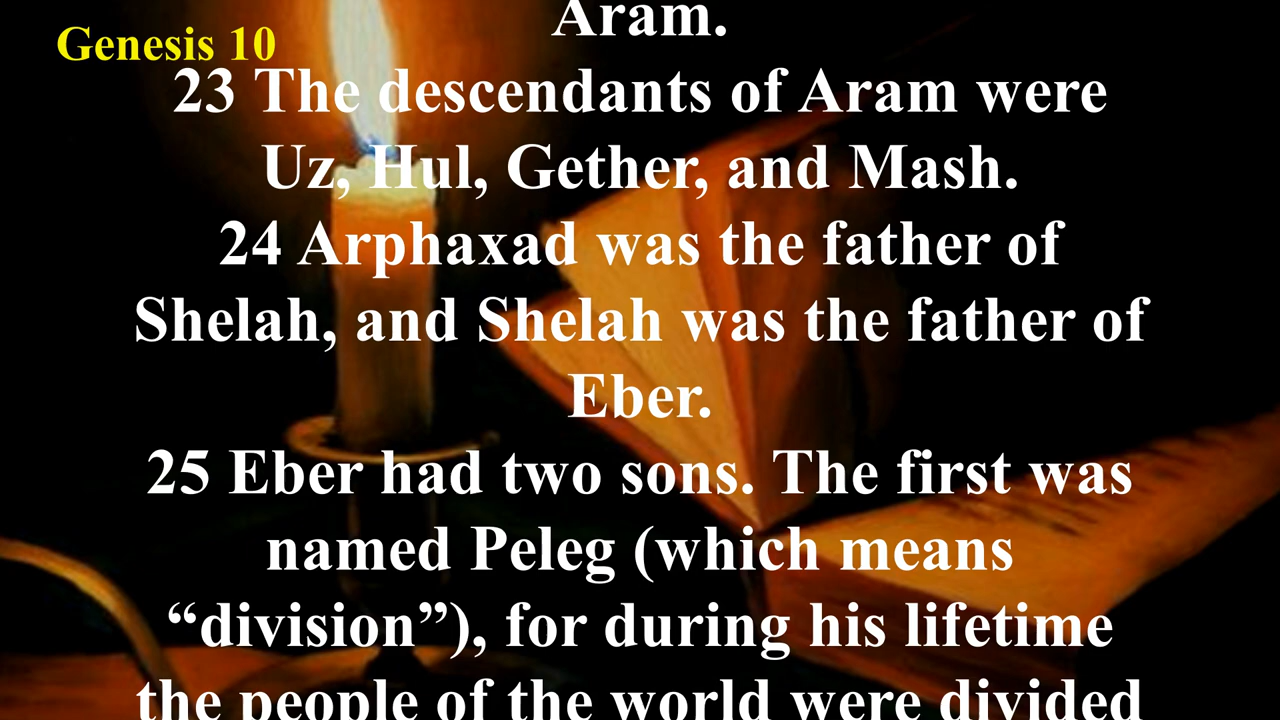 Genesis 10
Aram.
23 The descendants of Aram were
Uz, Hul, Gether, and Mash.
24 Arphaxad was the father of
Shelah, and Shelah was the father of
Eber.
25 Eber had two sons. The first was
named Peleg (which means
“division”), for during his lifetime
the people of the world were divided